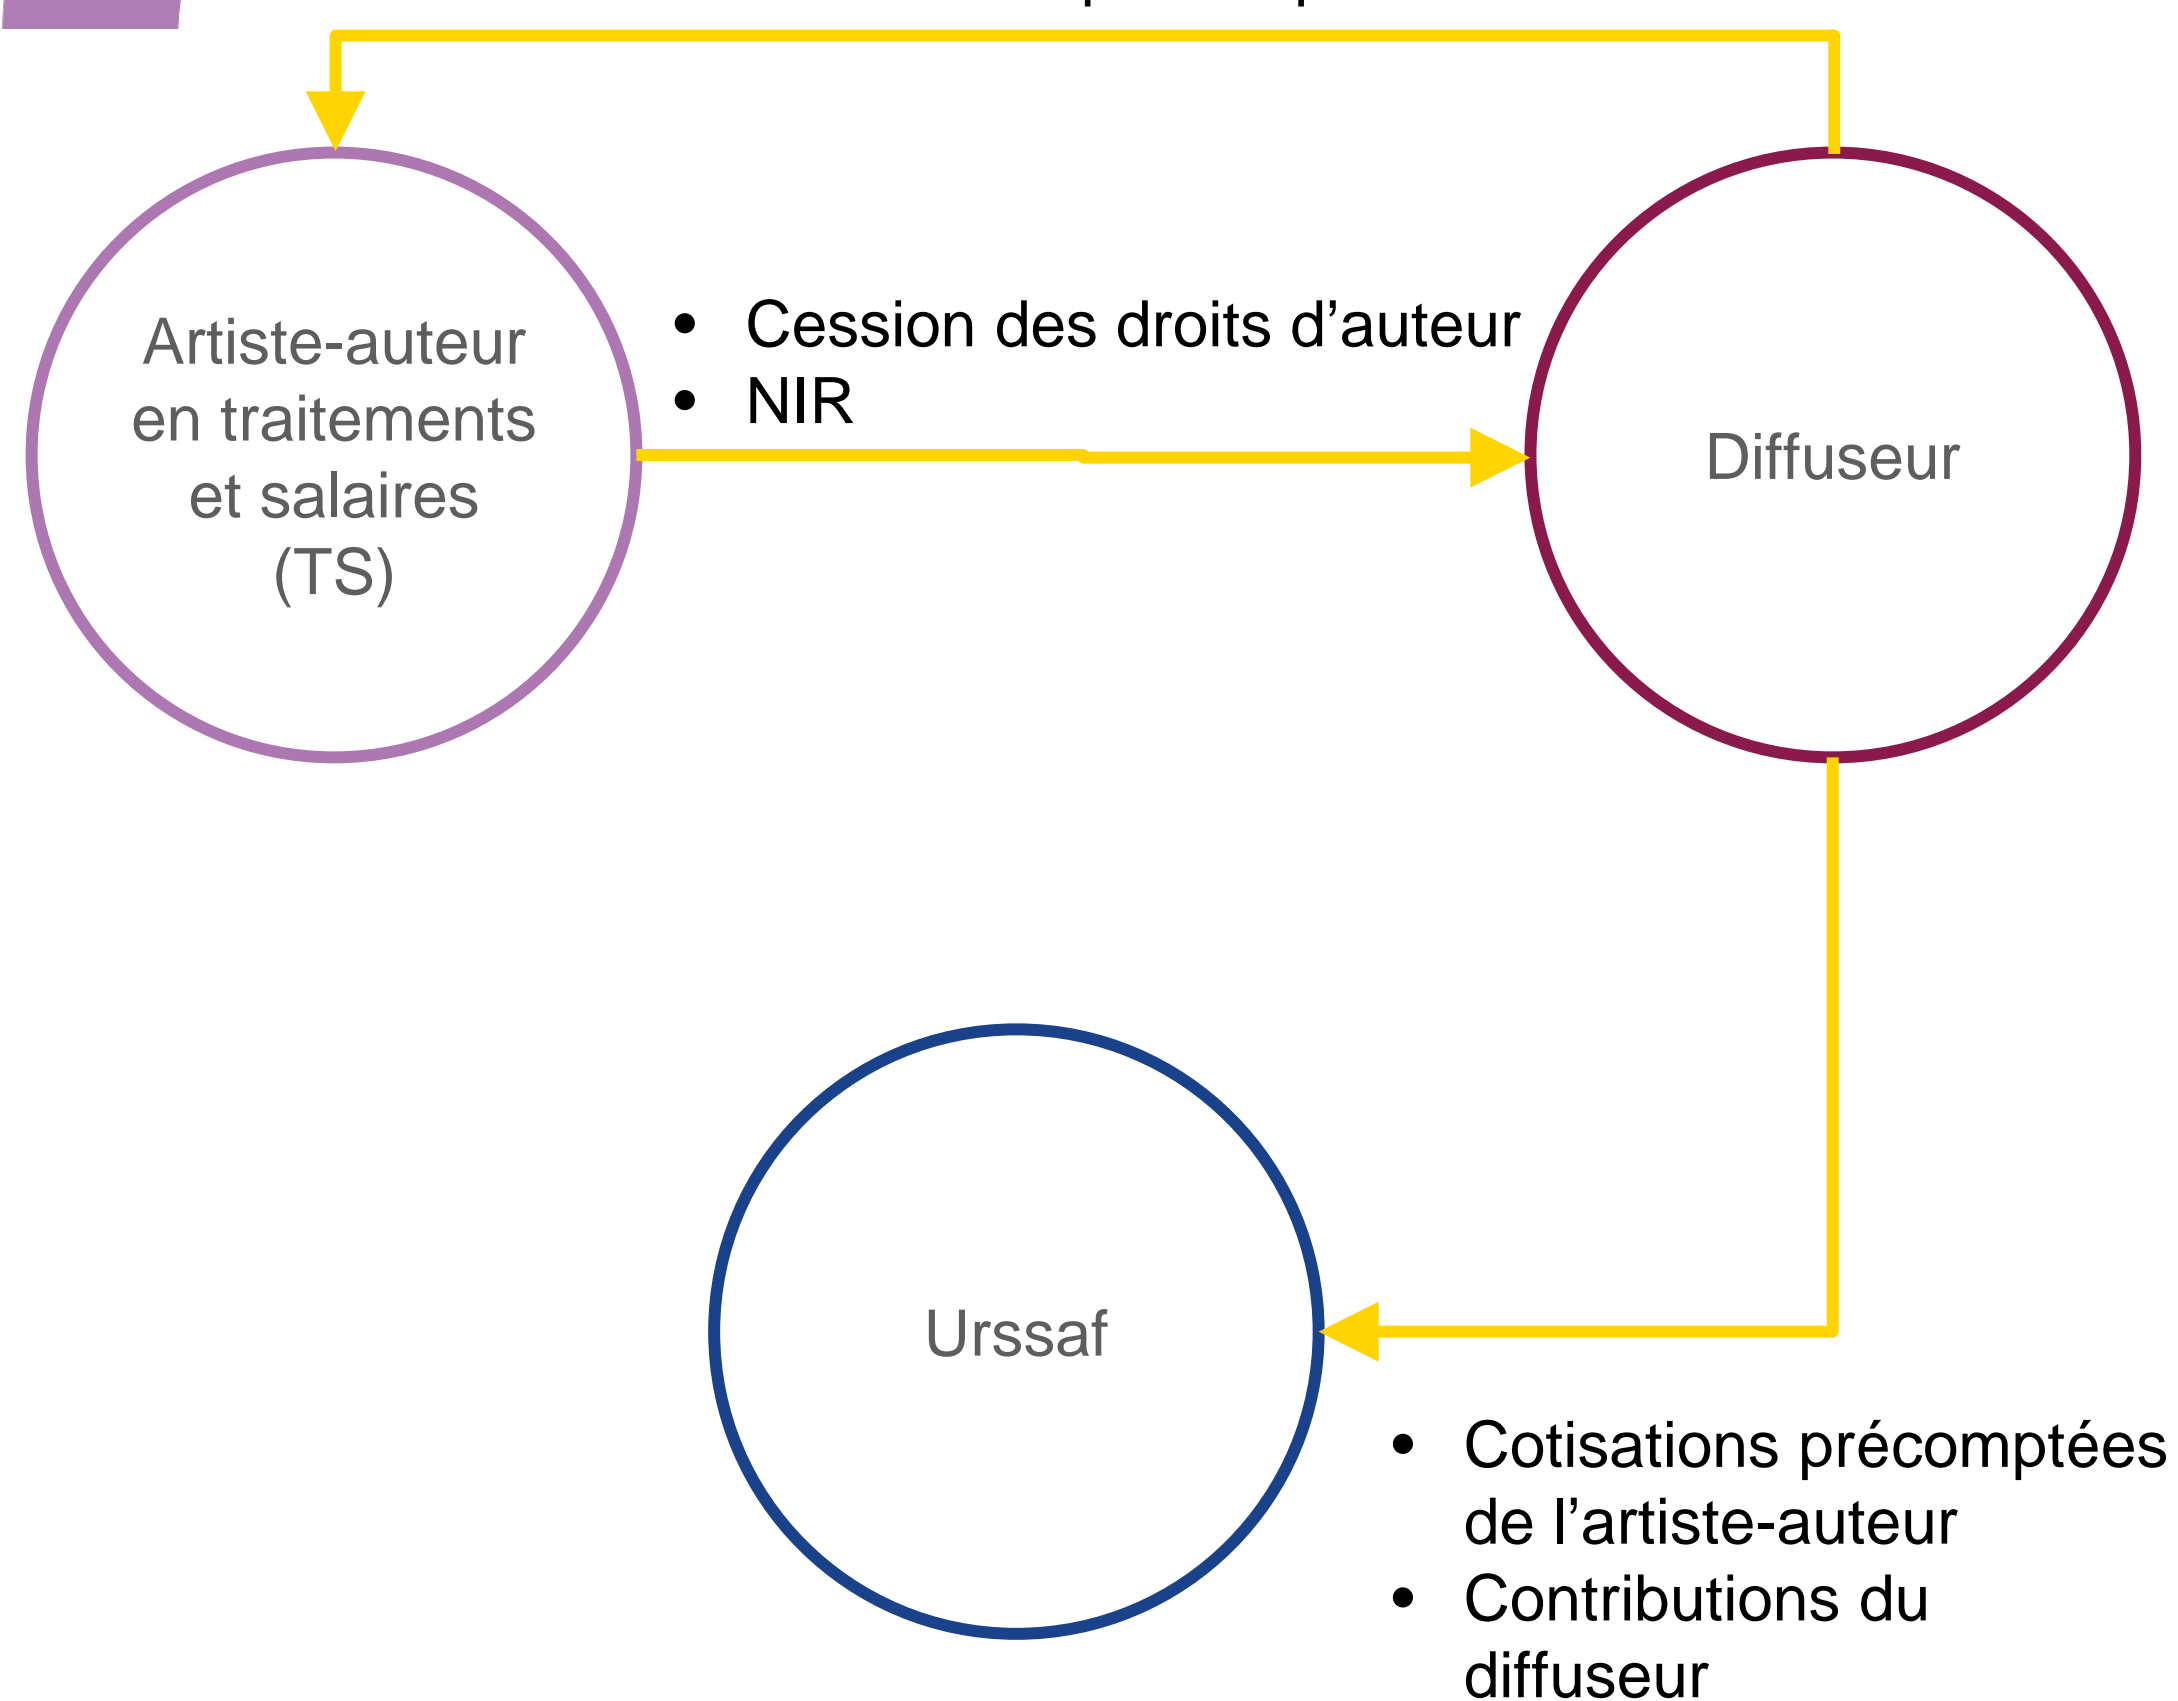 Artiste-auteur
en traitements
et salaires
(TS)
• Cession des droits d'auteur
• NIR
Diffuseur
Urssaf
• Cotisations précomptées
de l'artiste-auteur
• Contributions du
diffuseur